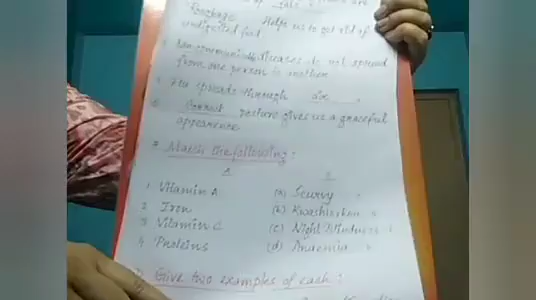 Roughage Helps us to get rid of
undigested food
Non-communicable diseases do not spread
from one person to another
Flu spreads through air
Correct posture gives us a graceful
appearance
* Match the following:
A B
1 Vitamin A (a) Scurvy
2 Iron (b) Kwashiorkor
3 Vitamin C (c) Night Blindness
4 Proteins (d) Anaemia
Give two examples of each: